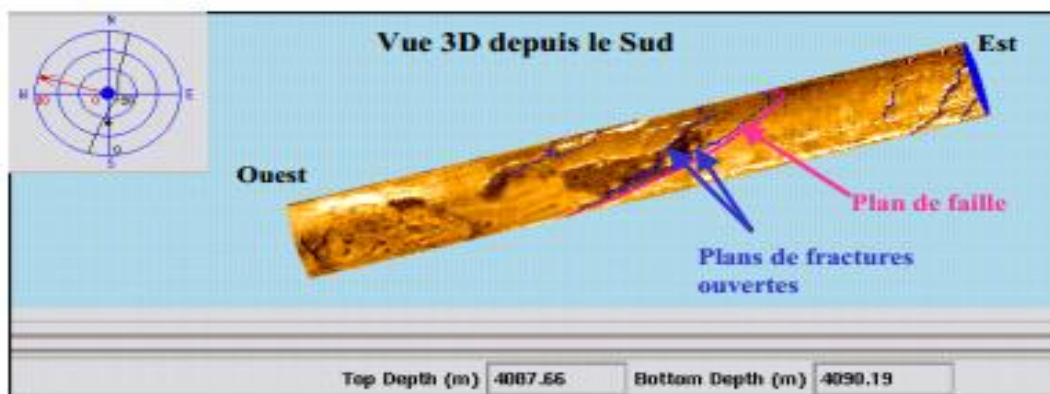 N
Vue 3D depuis le Sud
Est
E
S
Ouest
Plan de faille
Plans de fractures
ouvertes
Top Depth (m) 4087.66 Bottom Depth (m) 4090.19